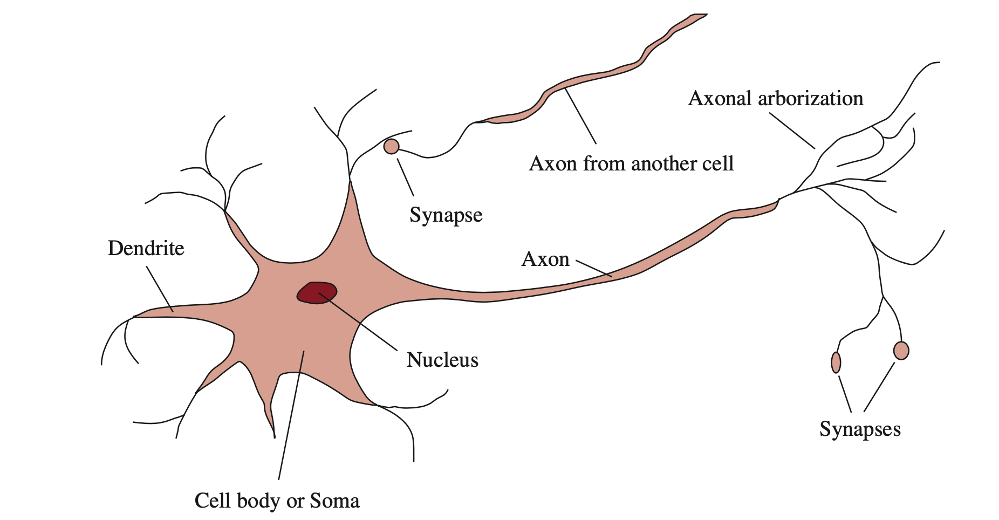 Axonal arborization
Axon from another cell
Synapse
Dendrite
Axon
Nucleus
Synapses
Cell body or Soma